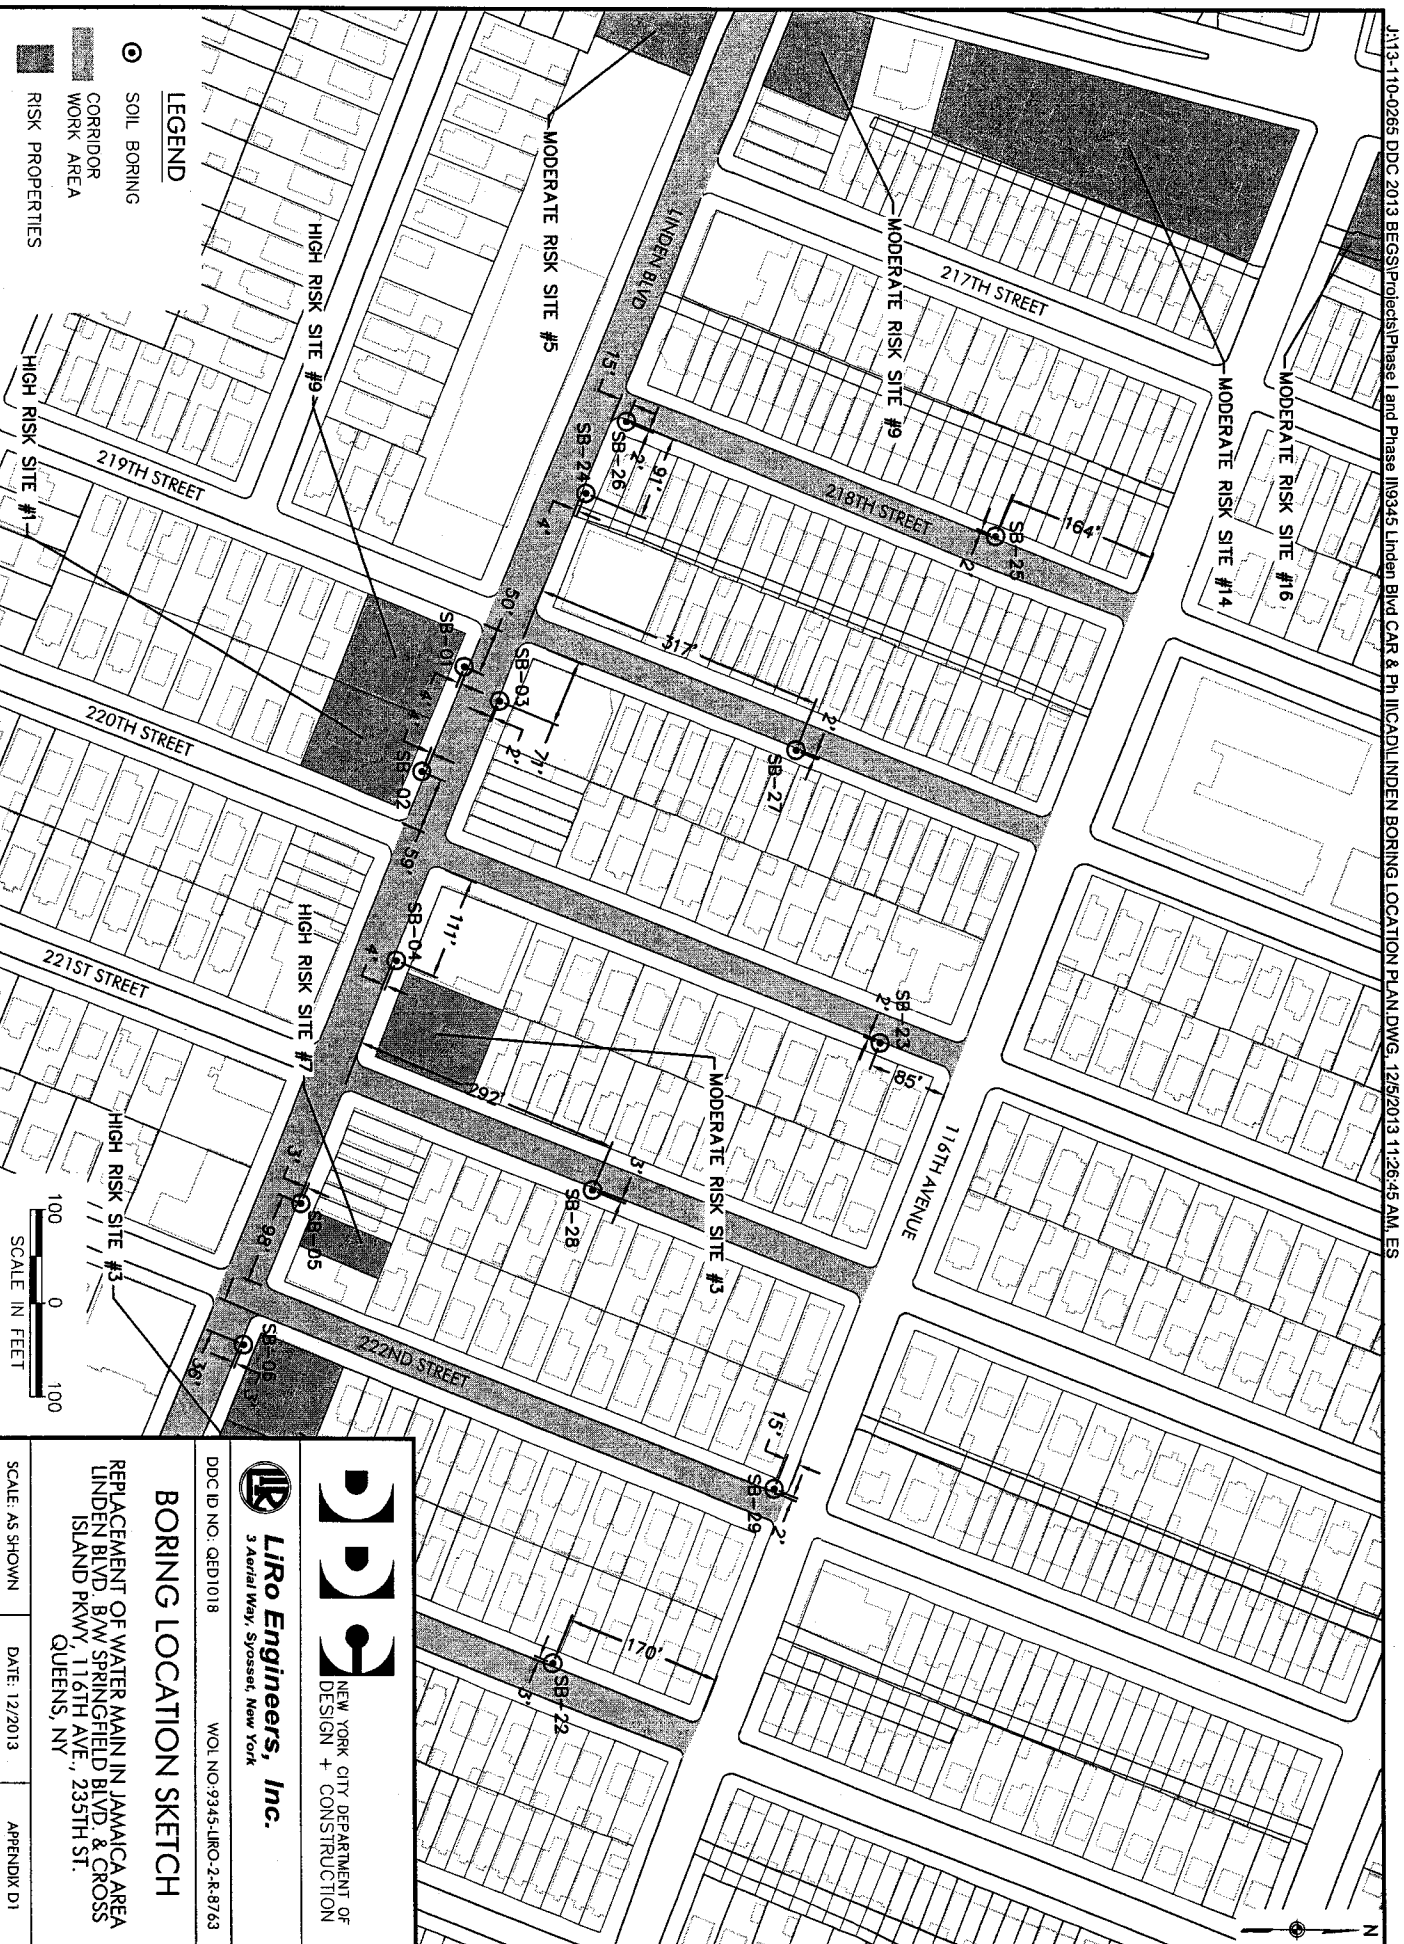 J:\13-110-0265 DDC 2013 BEGS\Projects\Phase I and Phase II\9345 Linden Blvd CAR & Ph II\CAD\LINDEN BORING LOCATION PLAN.DWG, 12/5/2013 11:26:45 AM, ES
N
MODERATE RISK SITE #16
MODERATE RISK SITE #14
MODERATE RISK SITE #9
MODERATE RISK SITE #5
217TH STREET
LINDEN BLVD
218TH STREET
164'
SB-25
2'
15'
SB-26
2'
91'
SB-24
4'
317'
2'
SB-27
50'
SB-03
71'
2'
SB-01
4'
4'
SB-02
59'
HIGH RISK SITE #9
HIGH RISK SITE #1
219TH STREET
220TH STREET
221ST STREET
116TH AVENUE
SB-23
2'
85'
111'
SB-04
4'
MODERATE RISK SITE #3
292'
3'
SB-28
HIGH RISK SITE #7
3'
SB-05
98'
HIGH RISK SITE #3
SB-06
3'
36'
222ND STREET
15'
SB-29
2'
170'
SB-22
3'
LEGEND
SOIL BORING
CORRIDOR
WORK AREA
RISK PROPERTIES
100 0 100
SCALE IN FEET
DDC
NEW YORK CITY DEPARTMENT OF
DESIGN + CONSTRUCTION
LiRo Engineers, Inc.
3 Aerial Way, Syosset, New York
DDC ID NO: QED1018 WOL NO:9345-LIRO-2-R-8763
BORING LOCATION SKETCH
REPLACEMENT OF WATER MAIN IN JAMAICA AREA
LINDEN BLVD. B/W SPRINGFIELD BLVD. & CROSS
ISLAND PKWY, 116TH AVE., 235TH ST.
QUEENS, NY
SCALE: AS SHOWN DATE: 12/2013 APPENDIX D1